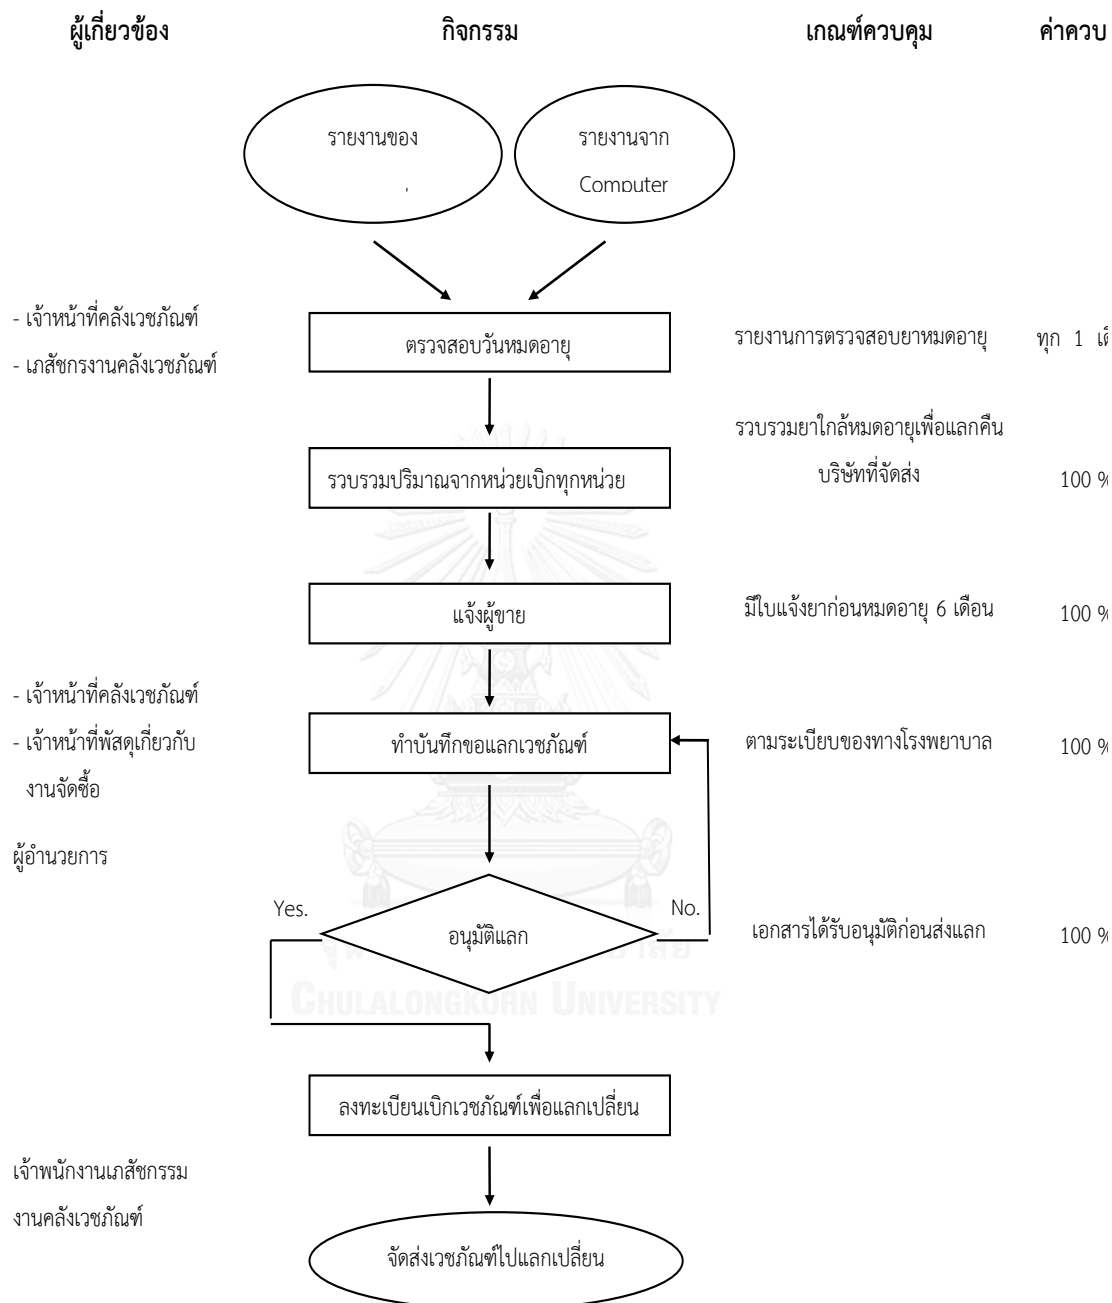 ผู้เกี่ยวข้อง กิจกรรม เกณฑ์ควบคุม ค่าควบ
รายงานของ
รายงานจาก
Computer
- เจ้าหน้าที่คลังเวชภัณฑ์
- เภสัชกรงานคลังเวชภัณฑ์
ตรวจสอบวันหมดอายุ
รายงานการตรวจสอบยาหมดอายุ
ทุก 1 เดื
รวบรวมปริมาณจากหน่วยเบิกทุกหน่วย
รวบรวมยาใกล้หมดอายุเพื่อแลกคืน
บริษัทที่จัดส่ง
100 %
แจ้งผู้ขาย
มีใบแจ้งยาก่อนหมดอายุ 6 เดือน
100 %
- เจ้าหน้าที่คลังเวชภัณฑ์
- เจ้าหน้าที่พัสดุเกี่ยวกับ
งานจัดซื้อ
ทำบันทึกขอแลกเวชภัณฑ์
ตามระเบียบของทางโรงพยาบาล
100 %
ผู้อำนวยการ
Yes.
อนุมัติแลก
No.
เอกสารได้รับอนุมัติก่อนส่งแลก
100 %
CHULALONGKORN UNIVERSITY
ลงทะเบียนเบิกเวชภัณฑ์เพื่อแลกเปลี่ยน
เจ้าพนักงานเภสัชกรรม
งานคลังเวชภัณฑ์
จัดส่งเวชภัณฑ์ไปแลกเปลี่ยน